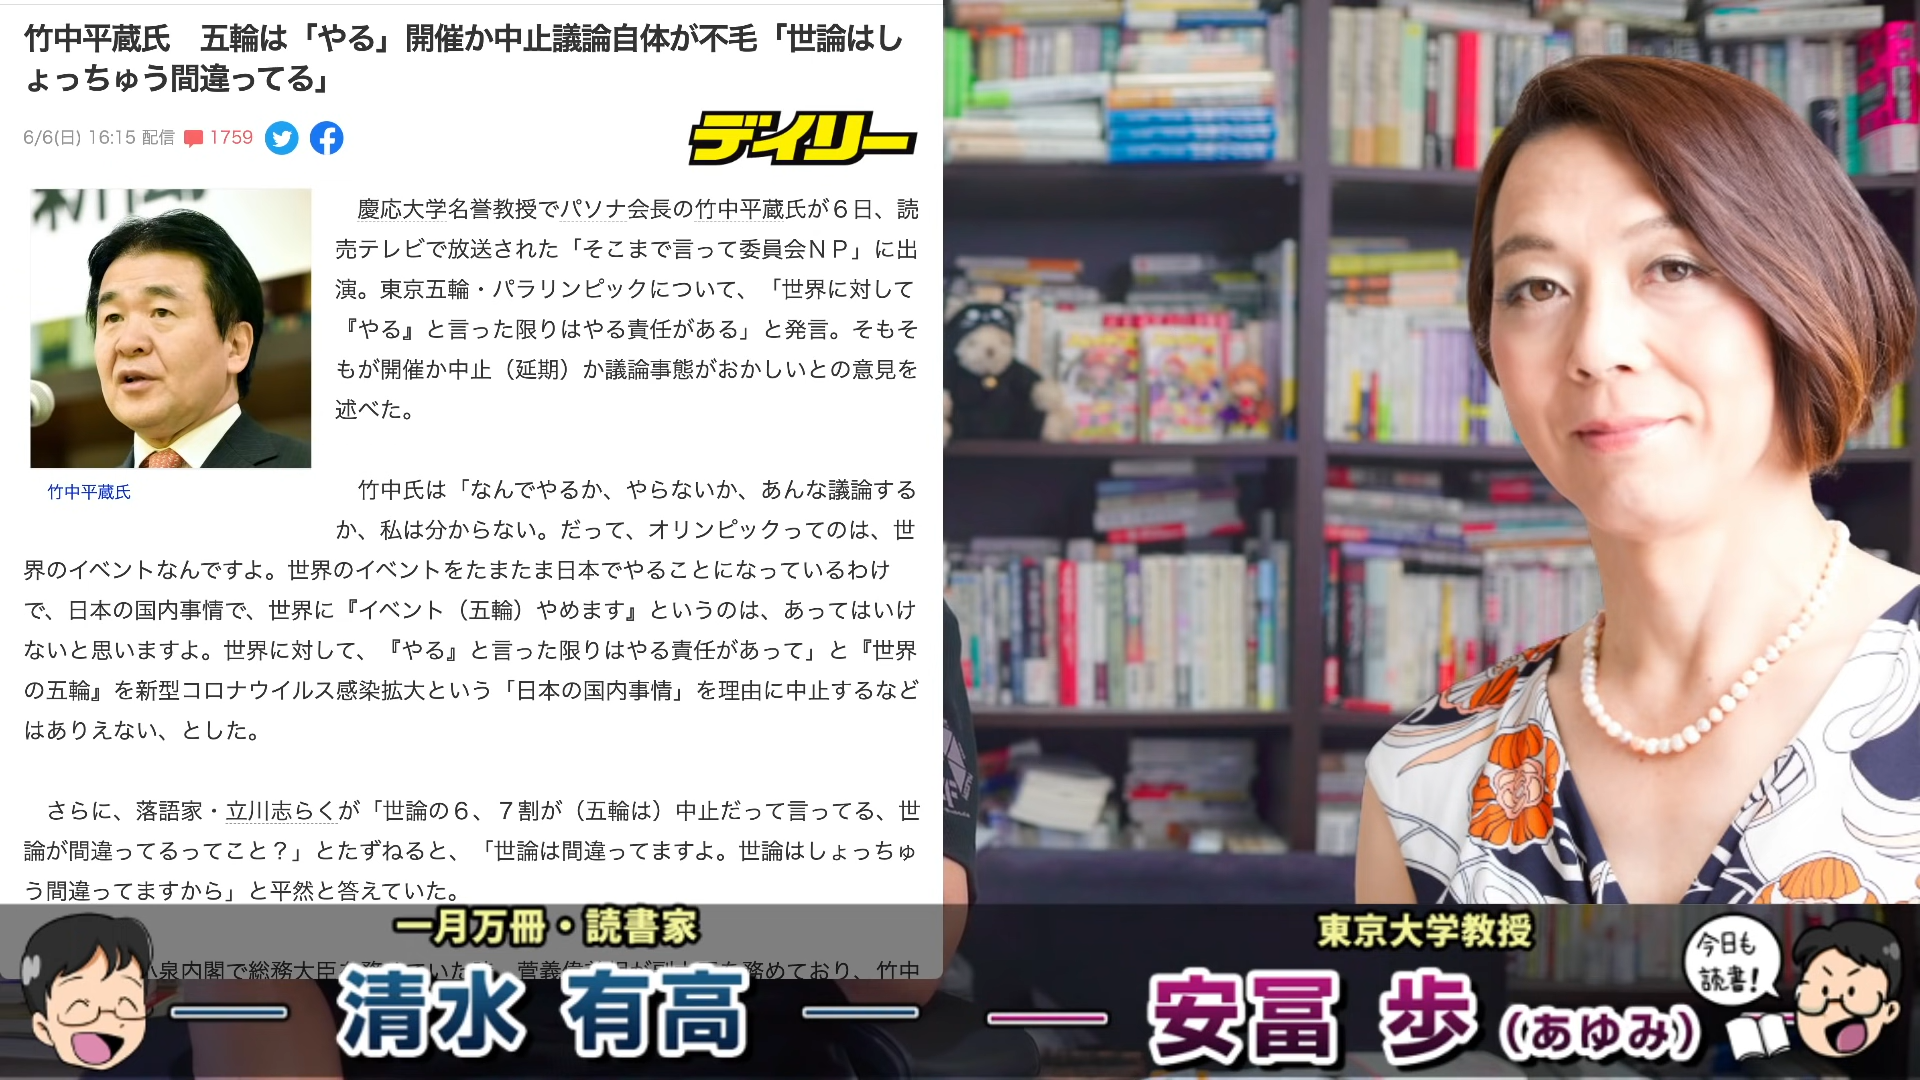 竹中平蔵氏　五輪は「やる」開催か中止議論自体が不毛「世論はし
ょっちゅう間違ってる」
6/6(日) 16:15 配信 1759
デイリー
慶応大学名誉教授でパソナ会長の竹中平蔵氏が６日、読
売テレビで放送された「そこまで言って委員会ＮＰ」に出
演。東京五輪・パラリンピックについて、「世界に対して
『やる』と言った限りはやる責任がある」と発言。そもそ
もが開催か中止（延期）か議論事態がおかしいとの意見を
述べた。
竹中平蔵氏
竹中氏は「なんでやるか、やらないか、あんな議論する
か、私は分からない。だって、オリンピックってのは、世
界のイベントなんですよ。世界のイベントをたまたま日本でやることになっているわけ
で、日本の国内事情で、世界に『イベント（五輪）やめます』というのは、あってはいけ
ないと思いますよ。世界に対して、『やる』と言った限りはやる責任があって」と『世界
の五輪』を新型コロナウイルス感染拡大という「日本の国内事情」を理由に中止するなど
はありえない、とした。
さらに、落語家・立川志らくが「世論の６、７割が（五輪は）中止だって言ってる、世
論が間違ってるってこと？」とたずねると、「世論は間違ってますよ。世論はしょっちゅ
う間違ってますから」と平然と答えていた。
泉内閣で総務大臣 ていた 務めており、竹中
一月万冊・読書家
清水 有高
東京大学教授
安冨 歩 (あゆみ)
今日も
読書!